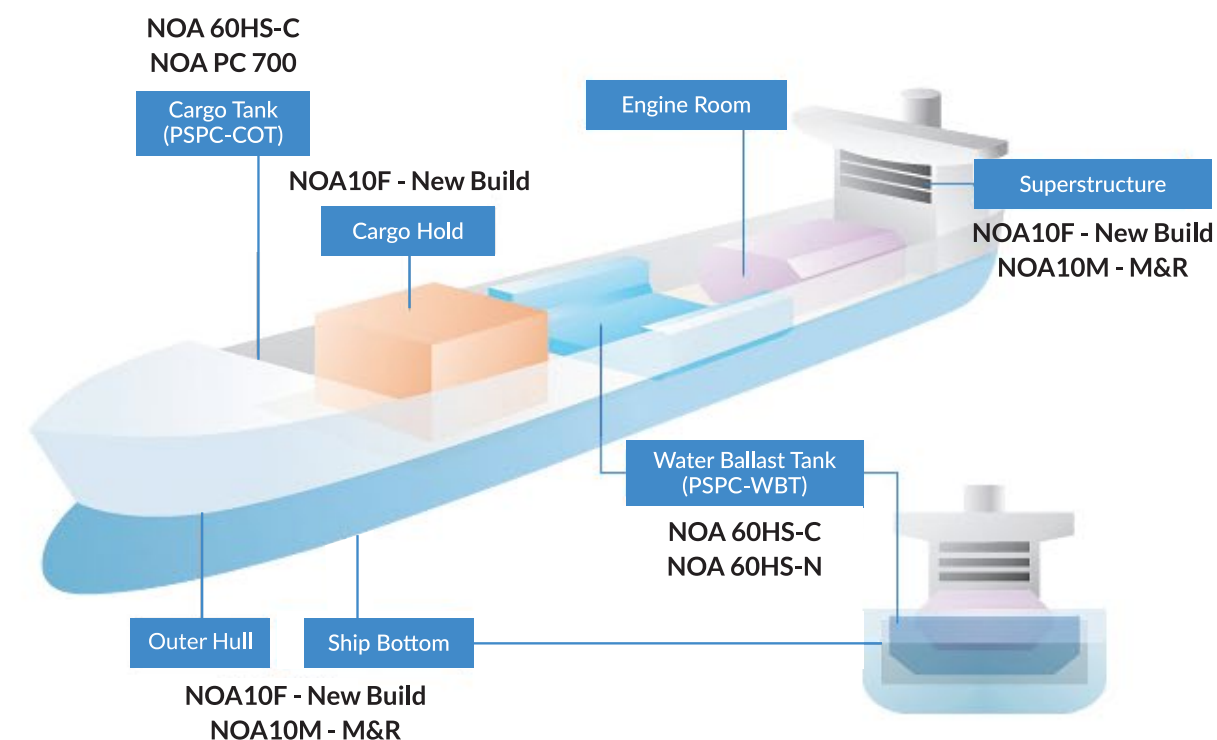 NOA 60HS-C
NOA PC 700
Cargo Tank
(PSPC-COT)
Engine Room
NOA10F - New Build
Cargo Hold
Superstructure
NOA10F - New Build
NOA10M - M&R
Water Ballast Tank
(PSPC-WBT)
NOA 60HS-C
NOA 60HS-N
Outer Hull
Ship Bottom
NOA10F - New Build
NOA10M - M&R